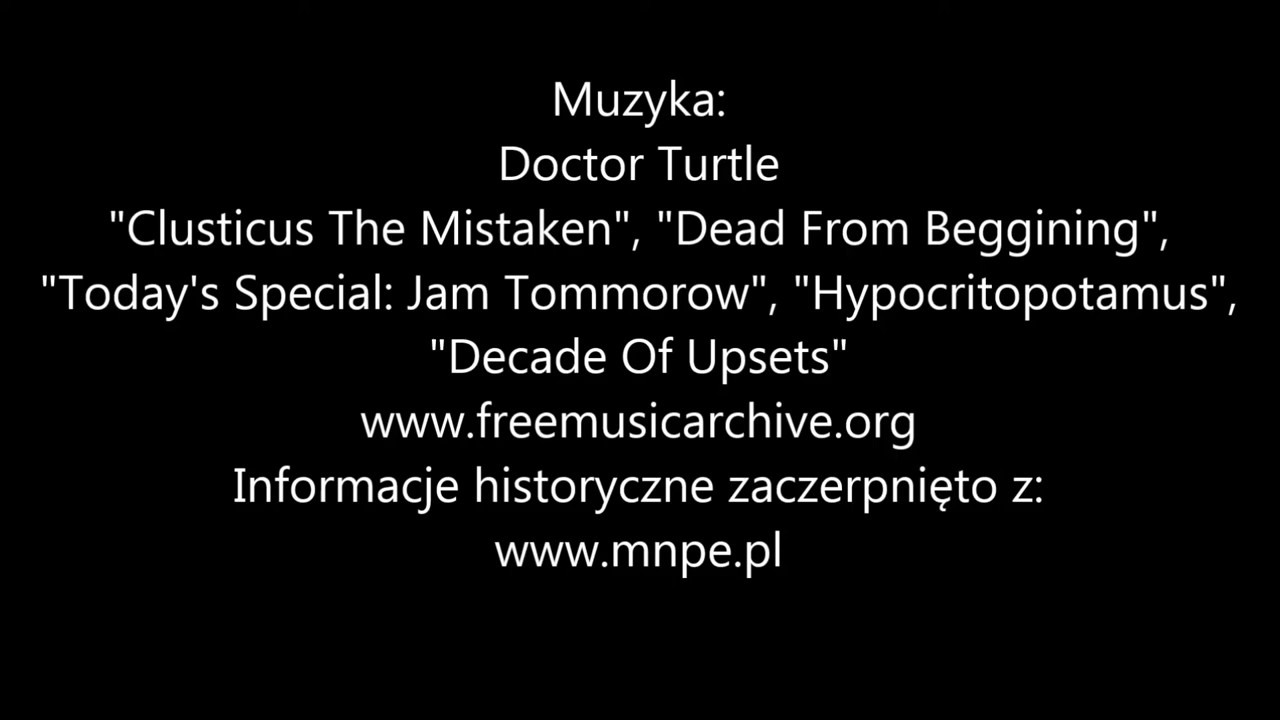 Muzyka:
Doctor Turtle
"Clusticus The Mistaken", "Dead From Beggining",
"Today's Special: Jam Tommorow", "Hypocritopotamus",
"Decade Of Upsets"
www.freemusicarchive.org
Informacje historyczne zaczerpnięto z:
www.mnpe.pl